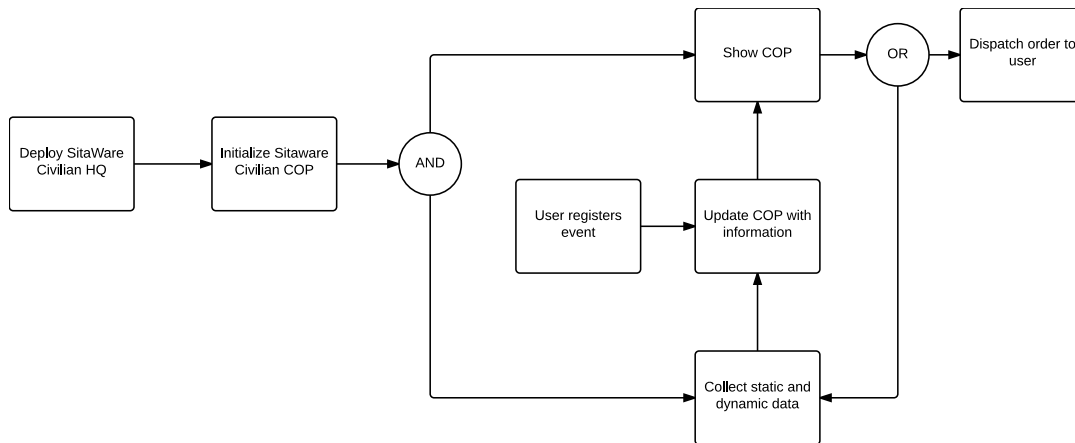 Show COP
OR
Dispatch order to
user
Deploy SitaWare
Civilian HQ
Initialize Sitaware
Civilian COP
AND
User registers
event
Update COP with
information
Collect static and
dynamic data